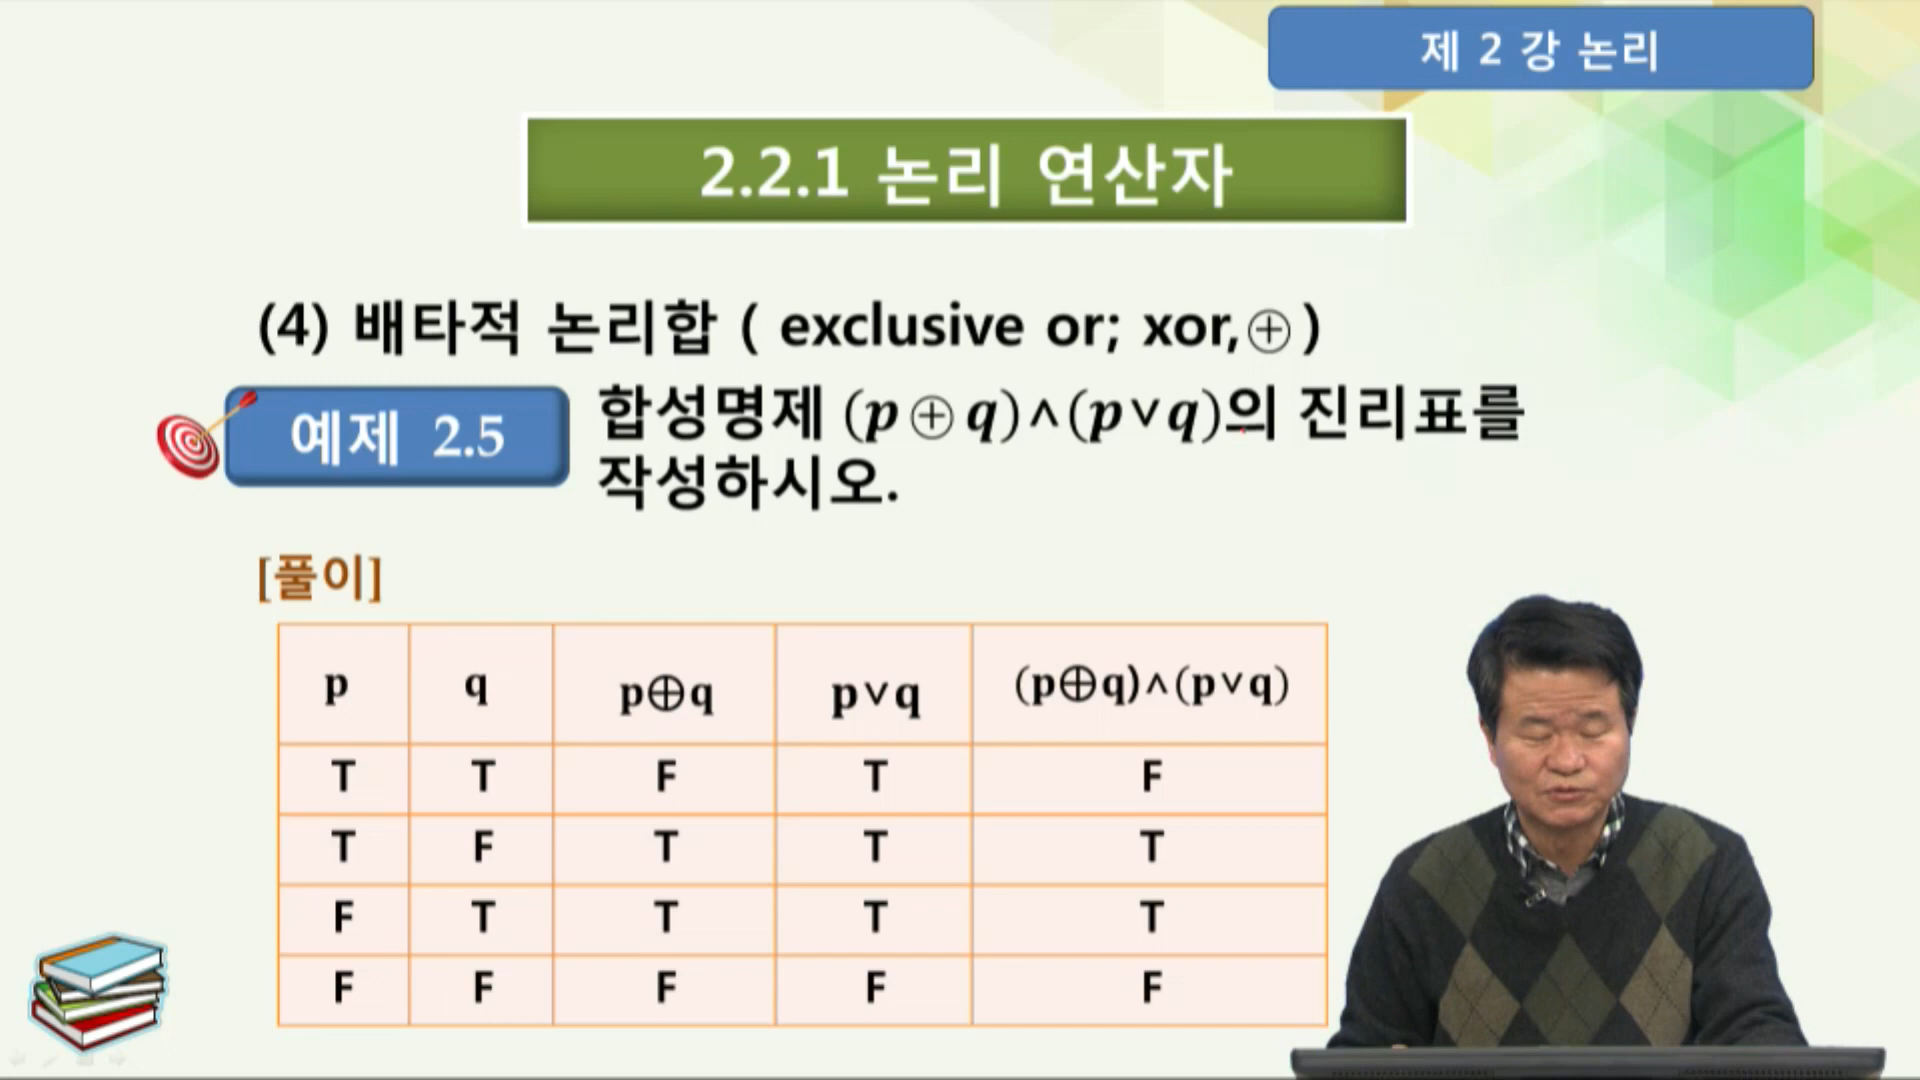 제 2 강 논리
2.2.1 논리 연산자
(4) 배타적 논리합 ( exclusive or; xor,⊕ )
예제 2.5
합성명제 (p ⊕ q)∧(p∨q)의 진리표를
작성하시오.
[풀이]
p q p⊕q p∨q (p⊕q)∧(p∨q)
T T F T F
T F T T T
F T T T T
F F F F F